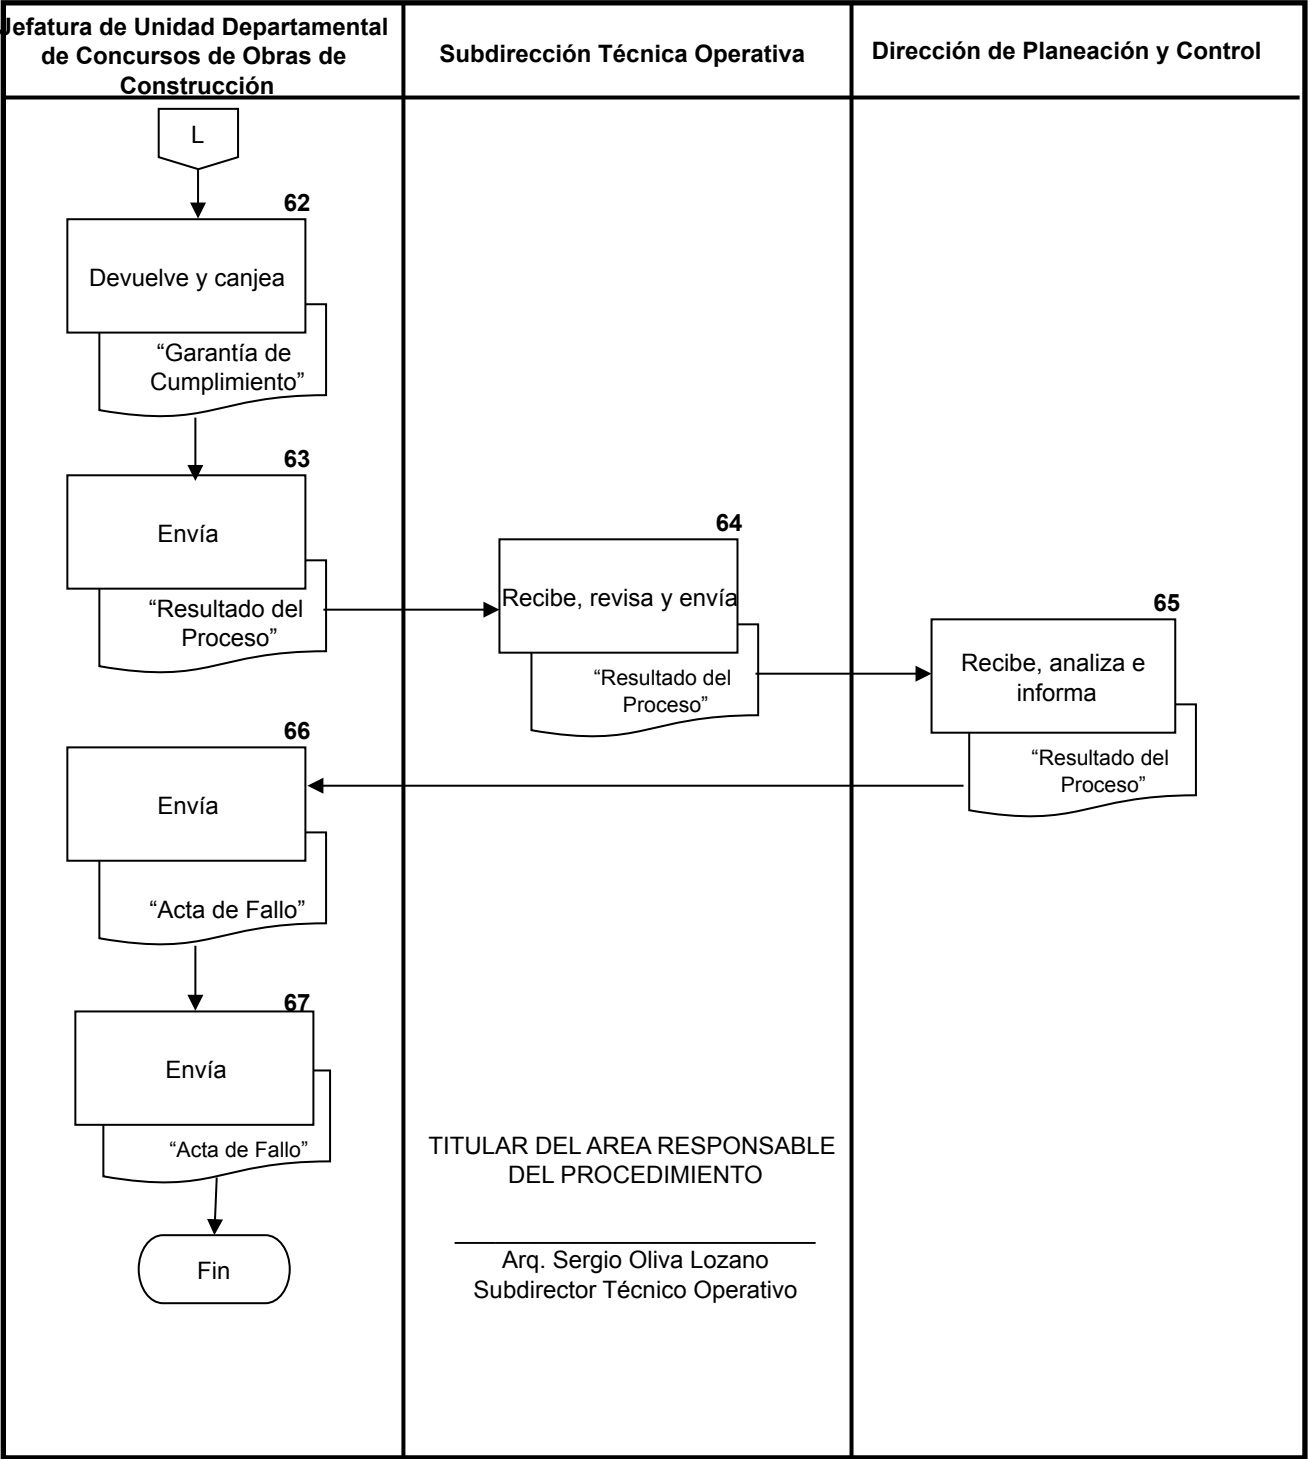 Jefatura de Unidad Departamental
de Concursos de Obras de
Construcción
Subdirección Técnica Operativa
Dirección de Planeación y Control
L
62
Devuelve y canjea
“Garantía de
Cumplimiento”
63
Envía
“Resultado del
Proceso”
64
Recibe, revisa y envía
“Resultado del
Proceso”
65
Recibe, analiza e
informa
“Resultado del
Proceso”
66
Envía
“Acta de Fallo”
67
Envía
“Acta de Fallo”
Fin
TITULAR DEL AREA RESPONSABLE
DEL PROCEDIMIENTO
Arq. Sergio Oliva Lozano
Subdirector Técnico Operativo